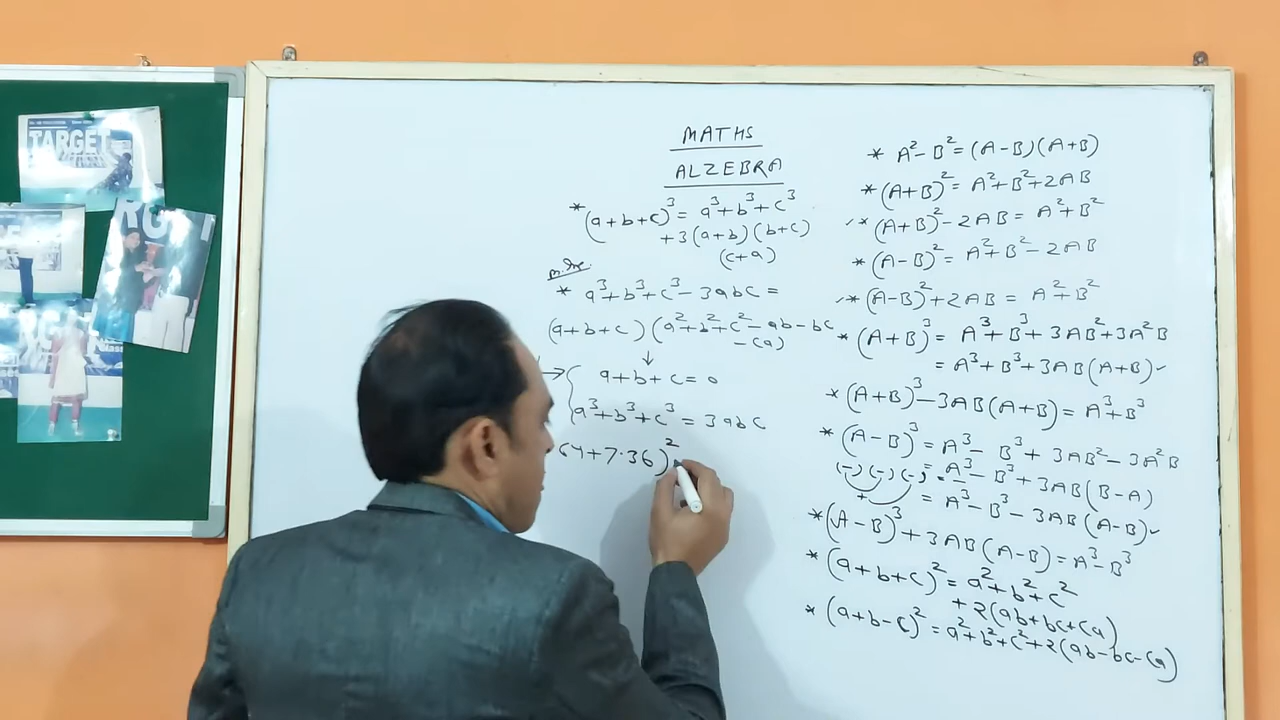 TARGET
MATHS
ALZEBRA
* (a+b+c)³ = a³+b³+c³
+3(a+b)(b+c)
(c+a)
* a³+b³+c³-3abc =
(a+b+c)(a²+b²+c²-ab-bc
-ca)
↓
→ { a+b+c=0
a³+b³+c³ = 3abc
64+7.36)²
* A²-B²=(A-B)(A+B)
* (A+B)² = A²+B²+2AB
✓* (A+B)²-2AB = A²+B²
* (A-B)² = A²+B²-2AB
✓* (A-B)²+2AB = A²+B²
* (A+B)³ = A³+B³+3AB²+3A²B
= A³+B³+3AB(A+B)✓
* (A+B)³-3AB(A+B)=A³+B³
* (A-B)³ = A³-B³+3AB²-3A²B
(-)(-)(-) = A³-B³+3AB(B-A)
+ = A³-B³-3AB(A-B)✓
* (A-B)³+3AB(A-B)=A³-B³
* (a+b+c)² = a²+b²+c²
+2(ab+bc+ca)
* (a+b-c)² = a²+b²+c²+2(ab-bc-ca)